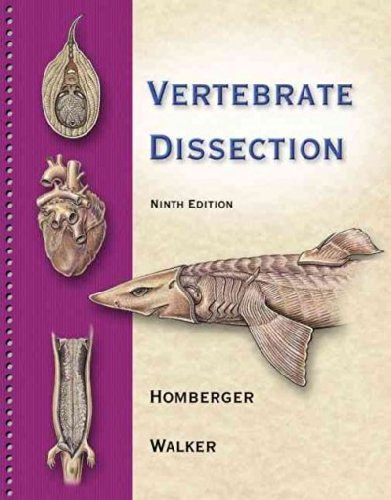 VERTEBRATE
DISSECTION
NINTH EDITION
HOMBERGER
WALKER